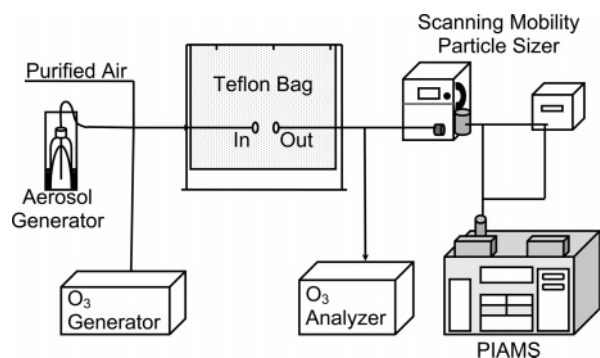 Scanning Mobility
Particle Sizer
Purified Air
Teflon Bag
In Out
Aerosol
Generator
O₃
Generator
O₃
Analyzer
PIAMS